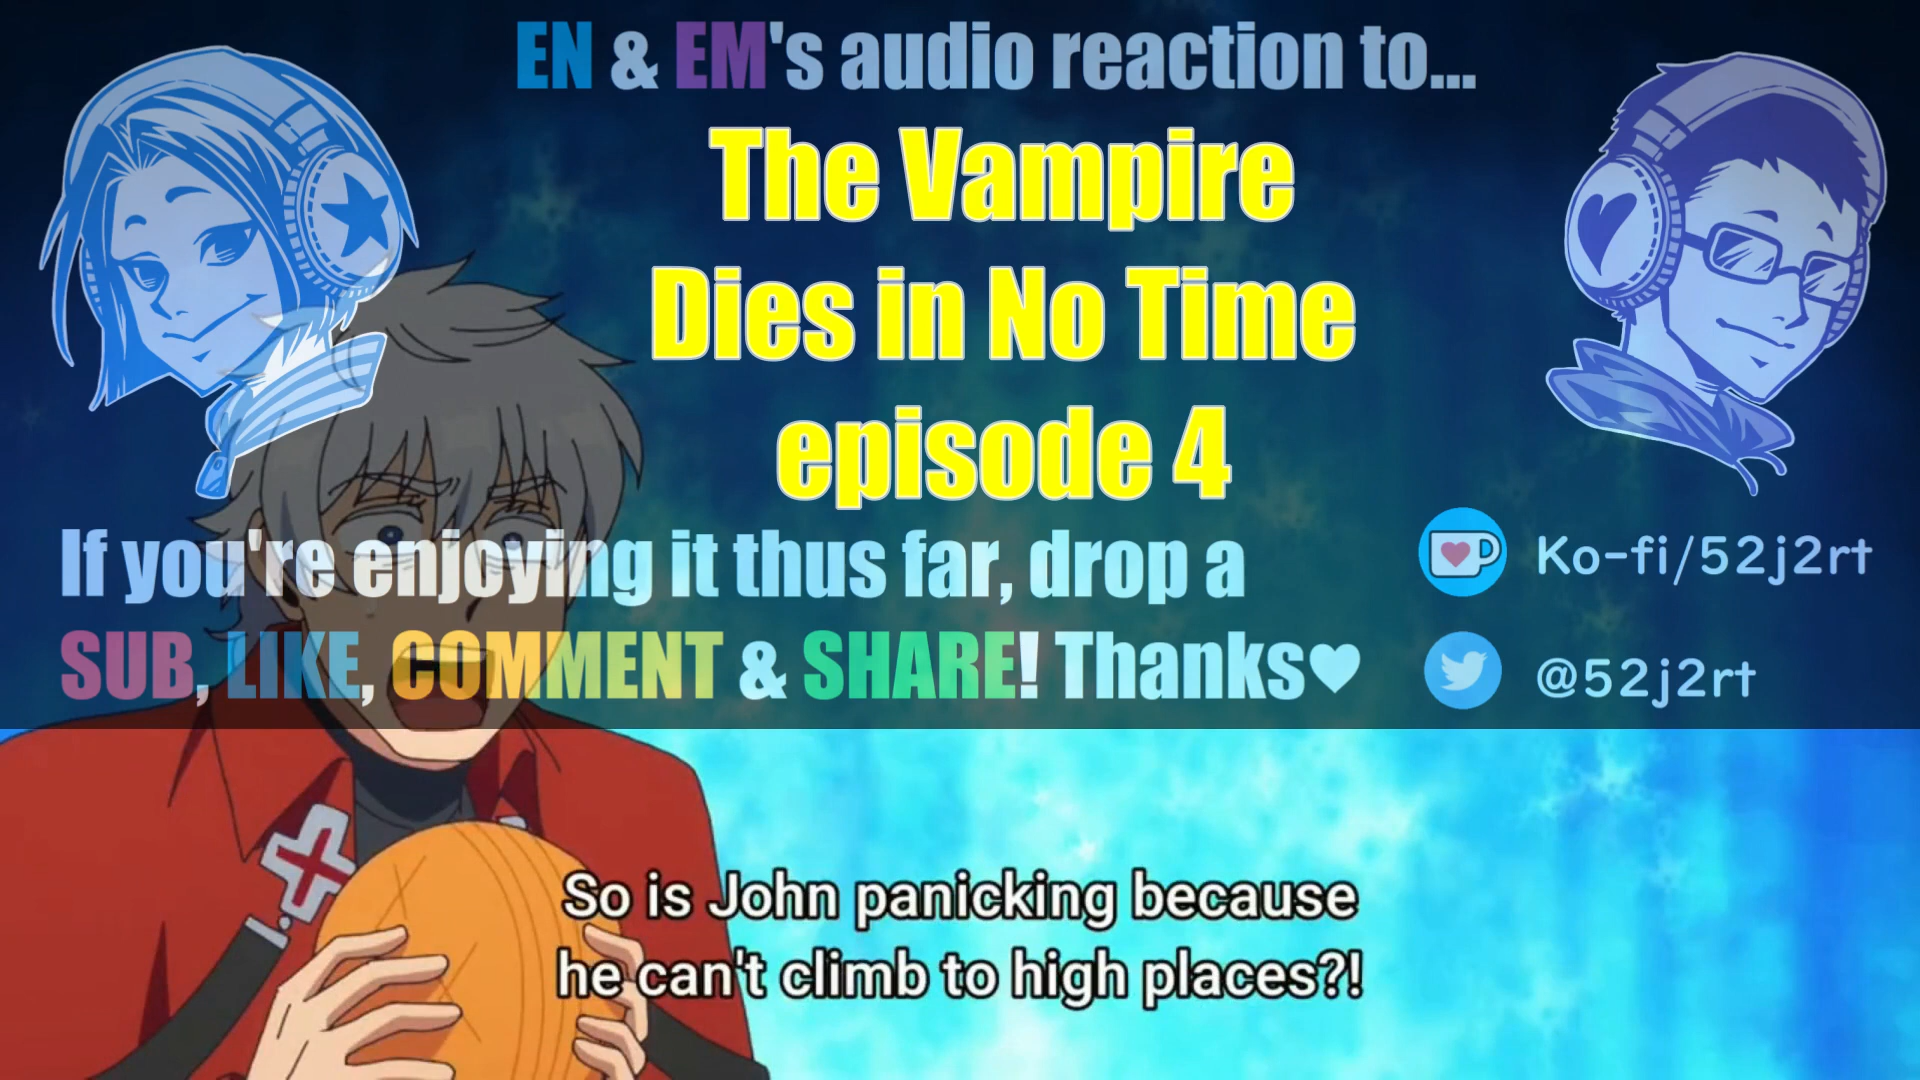 EN & EM's audio reaction to...
The Vampire
Dies in No Time
episode 4
If you're enjoying it thus far, drop a
SUB, LIKE, COMMENT & SHARE! Thanks♥
Ko-fi/52j2rt
@52j2rt
So is John panicking because
he can't climb to high places?!